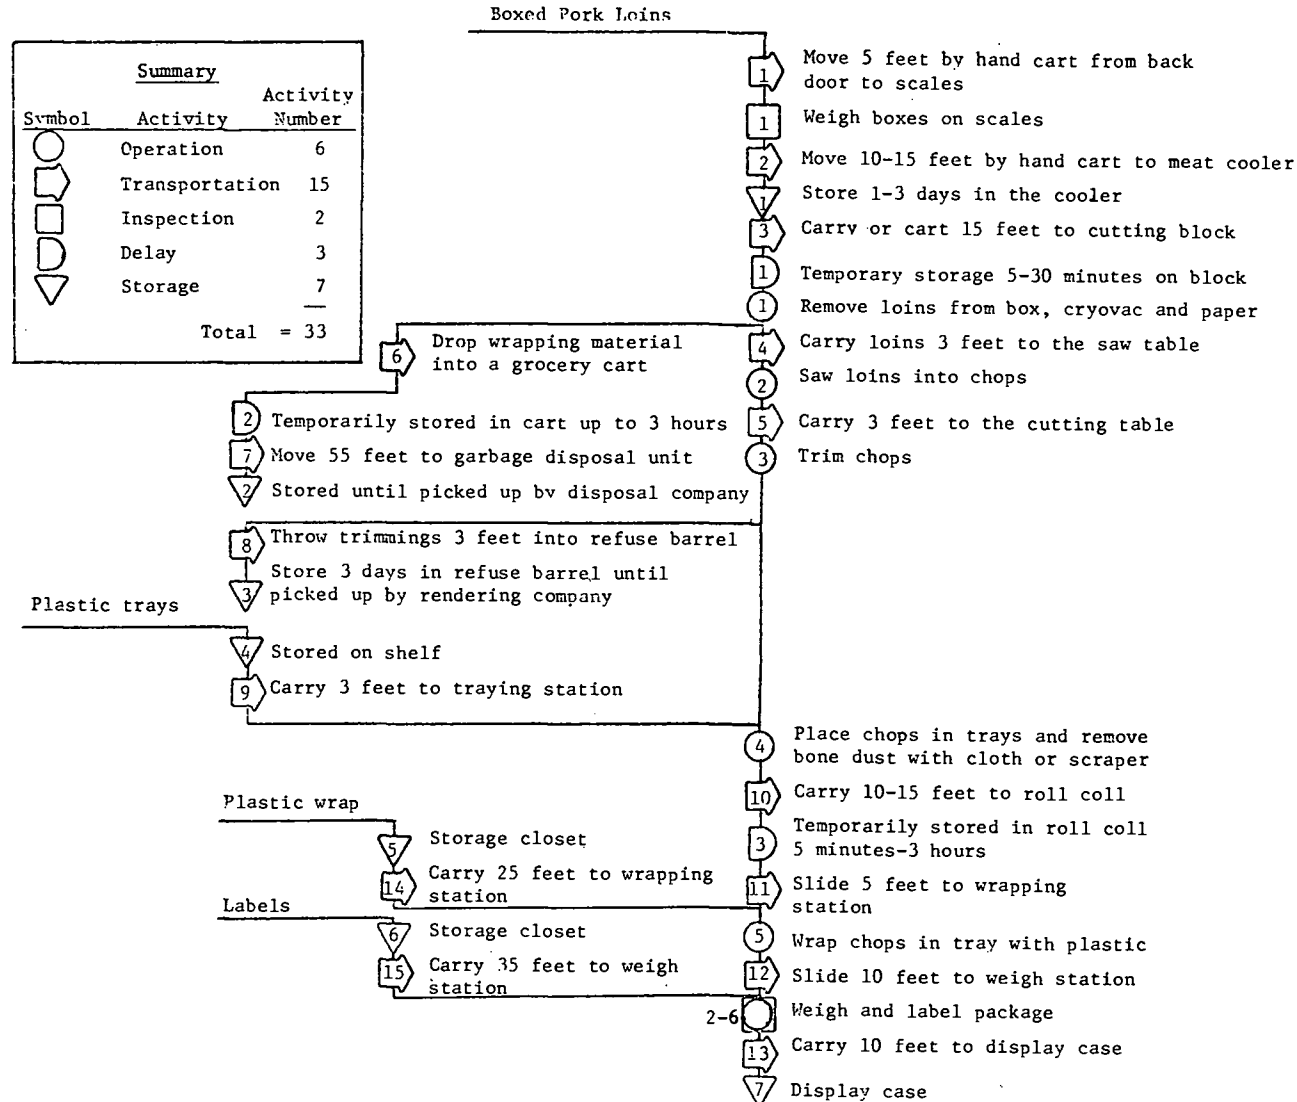 Boxed Pork Loins
Summary
Activity
Symbol Activity Number
Operation 6
Transportation 15
Inspection 2
Delay 3
Storage 7
Total = 33
1 Move 5 feet by hand cart from back
door to scales
1 Weigh boxes on scales
2 Move 10-15 feet by hand cart to meat cooler
1 Store 1-3 days in the cooler
3 Carry or cart 15 feet to cutting block
1 Temporary storage 5-30 minutes on block
1 Remove loins from box, cryovac and paper
6 Drop wrapping material
into a grocery cart
4 Carry loins 3 feet to the saw table
2 Saw loins into chops
2 Temporarily stored in cart up to 3 hours
5 Carry 3 feet to the cutting table
7 Move 55 feet to garbage disposal unit
3 Trim chops
2 Stored until picked up by disposal company
8 Throw trimmings 3 feet into refuse barrel
3 Store 3 days in refuse barrel until
picked up by rendering company
Plastic trays
4 Stored on shelf
9 Carry 3 feet to traying station
4 Place chops in trays and remove
bone dust with cloth or scraper
10 Carry 10-15 feet to roll coll
Plastic wrap
3 Temporarily stored in roll coll
5 minutes-3 hours
5 Storage closet
14 Carry 25 feet to wrapping
station
11 Slide 5 feet to wrapping
station
Labels
6 Storage closet
5 Wrap chops in tray with plastic
15 Carry 35 feet to weigh
station
12 Slide 10 feet to weigh station
2-6 Weigh and label package
13 Carry 10 feet to display case
7 Display case